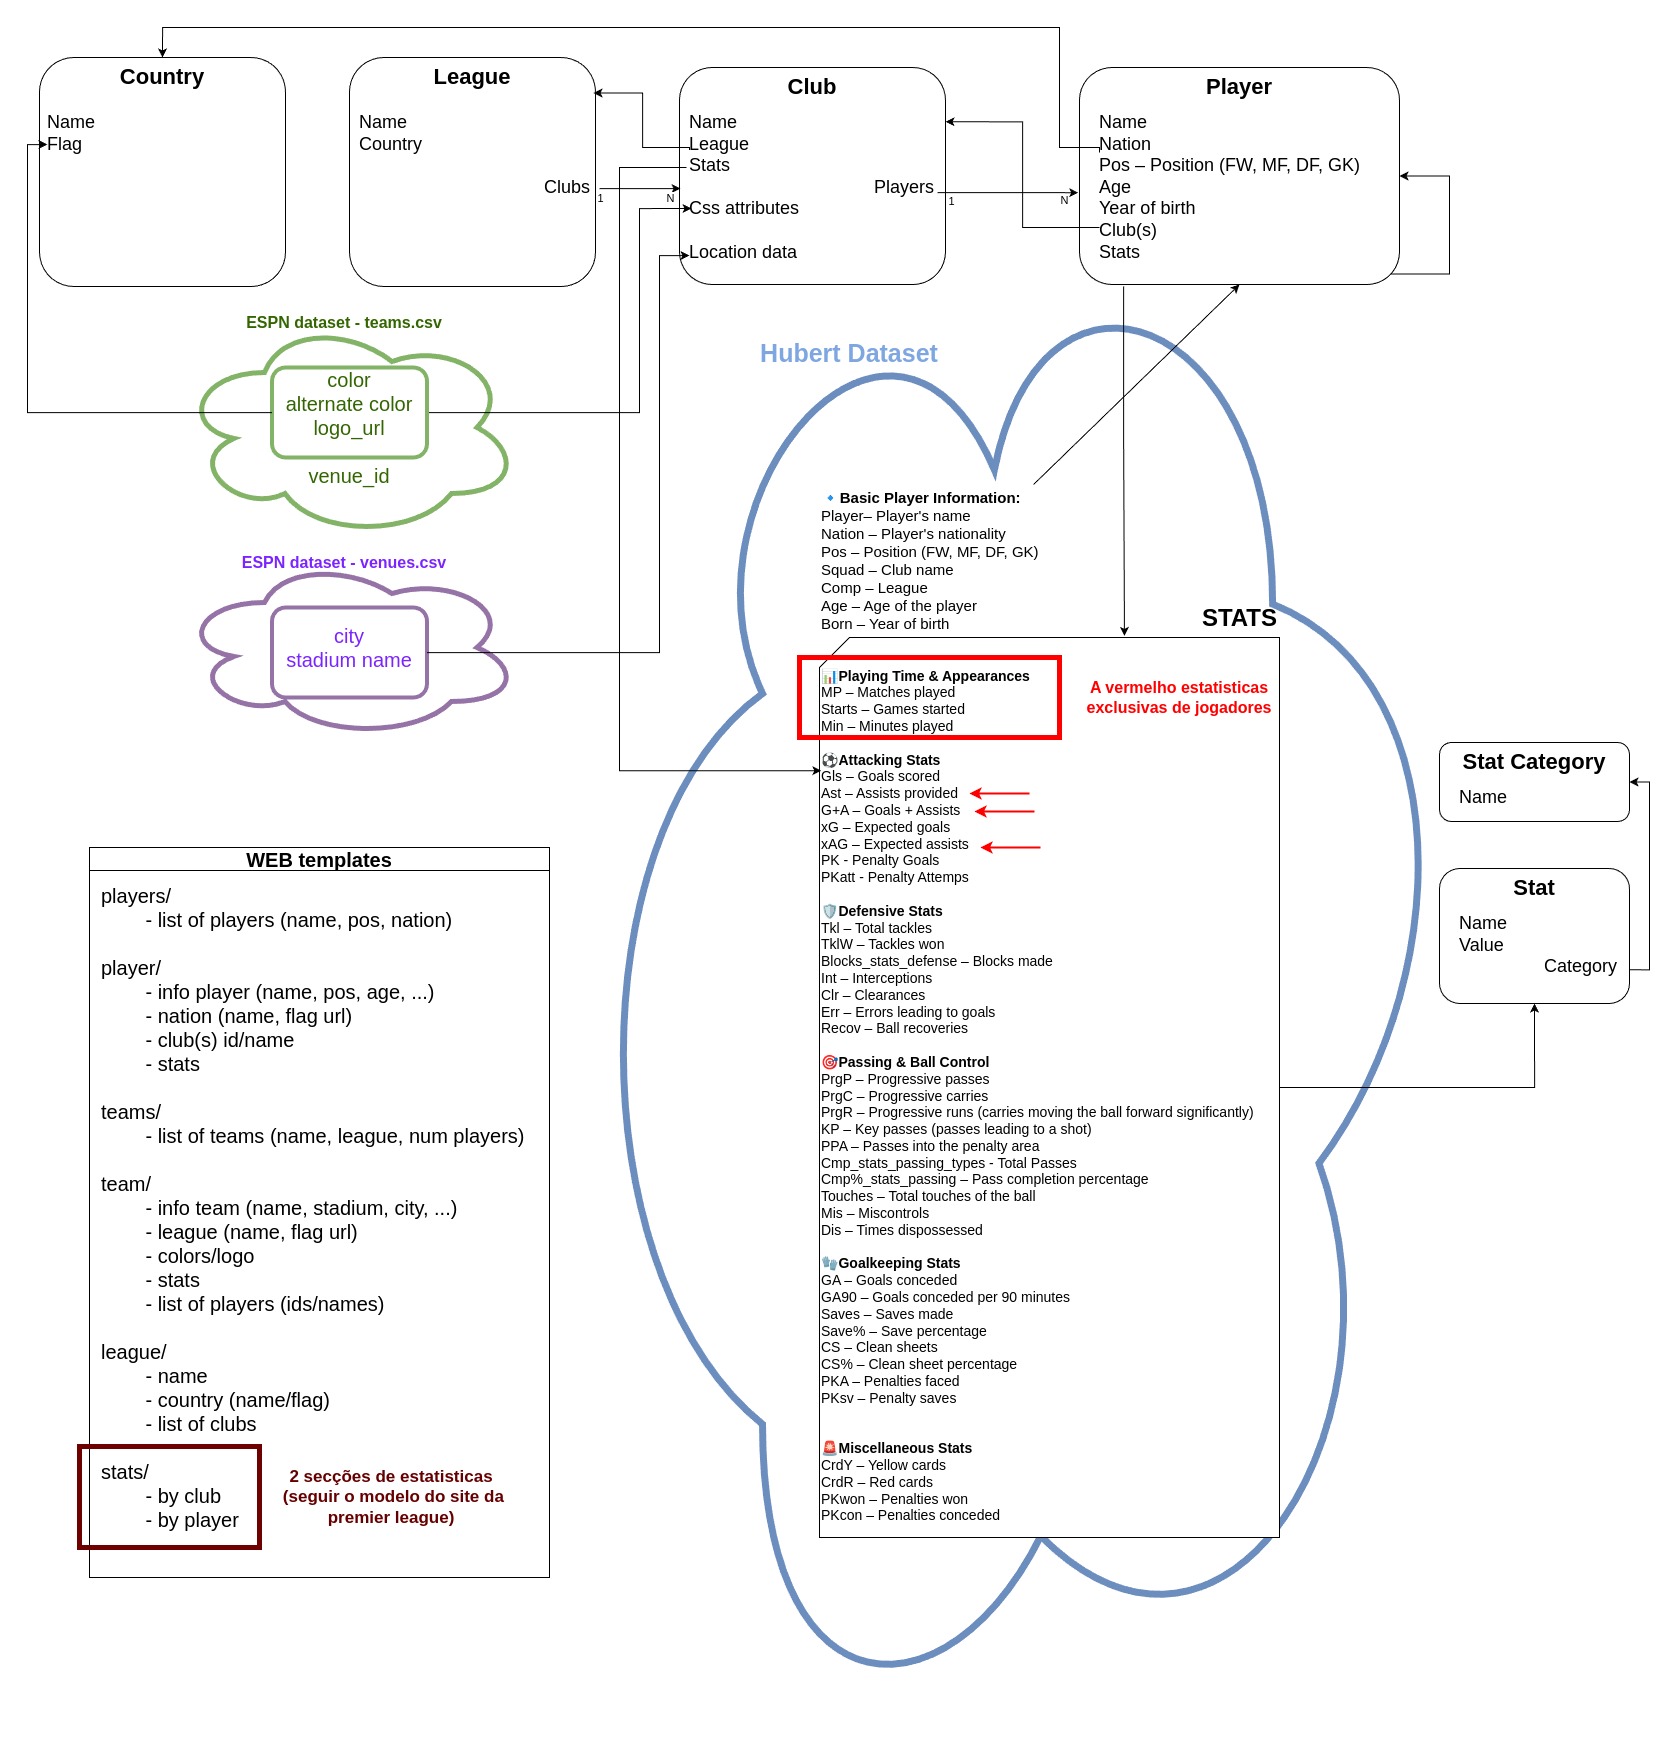 Country
Name
Flag
League
Name
Country
Clubs
1
N
Club
Name
League
Stats
Css attributes
Location data
Players
1
N
Player
Name
Nation
Pos – Position (FW, MF, DF, GK)
Age
Year of birth
Club(s)
Stats
ESPN dataset - teams.csv
color
alternate color
logo_url
venue_id
ESPN dataset - venues.csv
city
stadium name
Hubert Dataset
🔹 Basic Player Information:
Player– Player's name
Nation – Player's nationality
Pos – Position (FW, MF, DF, GK)
Squad – Club name
Comp – League
Age – Age of the player
Born – Year of birth
STATS
📊Playing Time & Appearances
MP – Matches played
Starts – Games started
Min – Minutes played
A vermelho estatisticas
exclusivas de jogadores
⚽Attacking Stats
Gls – Goals scored
Ast – Assists provided
G+A – Goals + Assists
xG – Expected goals
xAG – Expected assists
PK - Penalty Goals
PKatt - Penalty Attemps
🛡️Defensive Stats
Tkl – Total tackles
TklW – Tackles won
Blocks_stats_defense – Blocks made
Int – Interceptions
Clr – Clearances
Err – Errors leading to goals
Recov – Ball recoveries
🎯Passing & Ball Control
PrgP – Progressive passes
PrgC – Progressive carries
PrgR – Progressive runs (carries moving the ball forward significantly)
KP – Key passes (passes leading to a shot)
PPA – Passes into the penalty area
Cmp_stats_passing_types - Total Passes
Cmp%_stats_passing – Pass completion percentage
Touches – Total touches of the ball
Mis – Miscontrols
Dis – Times dispossessed
🧤Goalkeeping Stats
GA – Goals conceded
GA90 – Goals conceded per 90 minutes
Saves – Saves made
Save% – Save percentage
CS – Clean sheets
CS% – Clean sheet percentage
PKA – Penalties faced
PKsv – Penalty saves
🚨Miscellaneous Stats
CrdY – Yellow cards
CrdR – Red cards
PKwon – Penalties won
PKcon – Penalties conceded
Stat Category
Name
Stat
Name
Value
Category
WEB templates
players/
- list of players (name, pos, nation)
player/
- info player (name, pos, age, ...)
- nation (name, flag url)
- club(s) id/name
- stats
teams/
- list of teams (name, league, num players)
team/
- info team (name, stadium, city, ...)
- league (name, flag url)
- colors/logo
- stats
- list of players (ids/names)
league/
- name
- country (name/flag)
- list of clubs
stats/
- by club
- by player
2 secções de estatisticas
(seguir o modelo do site da
premier league)